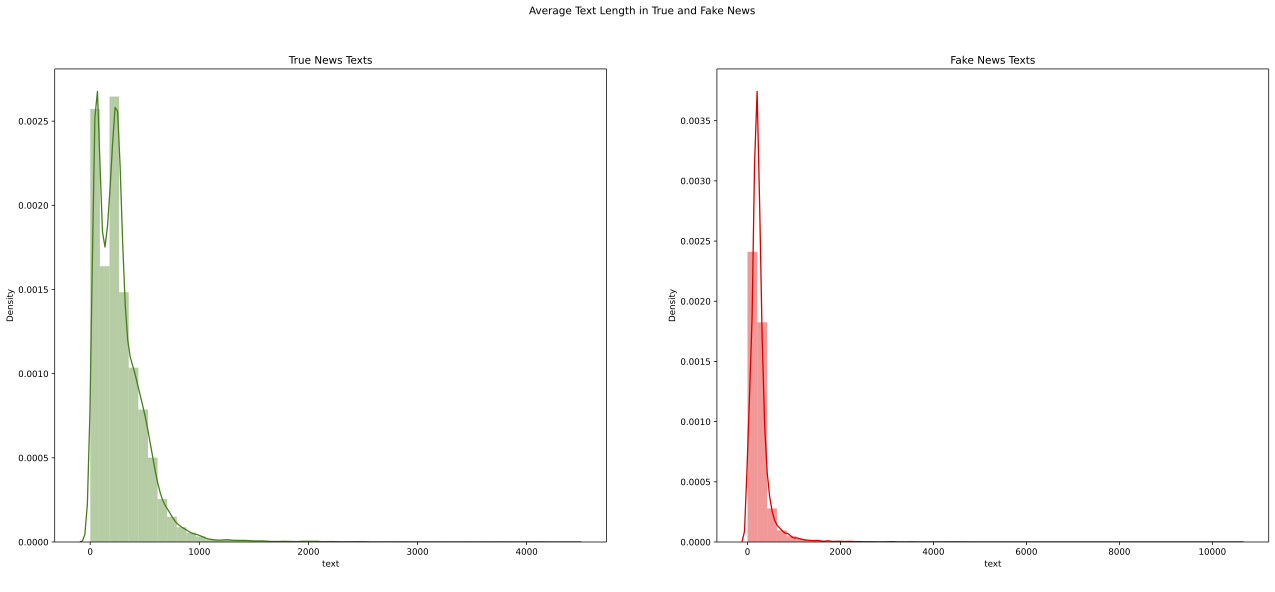 Average Text Length in True and Fake News
True News Texts
Density
0.0025
0.0020
0.0015
0.0010
0.0005
0.0000
0 1000 2000 3000 4000
text
Fake News Texts
Density
0.0035
0.0030
0.0025
0.0020
0.0015
0.0010
0.0005
0.0000
0 2000 4000 6000 8000 10000
text